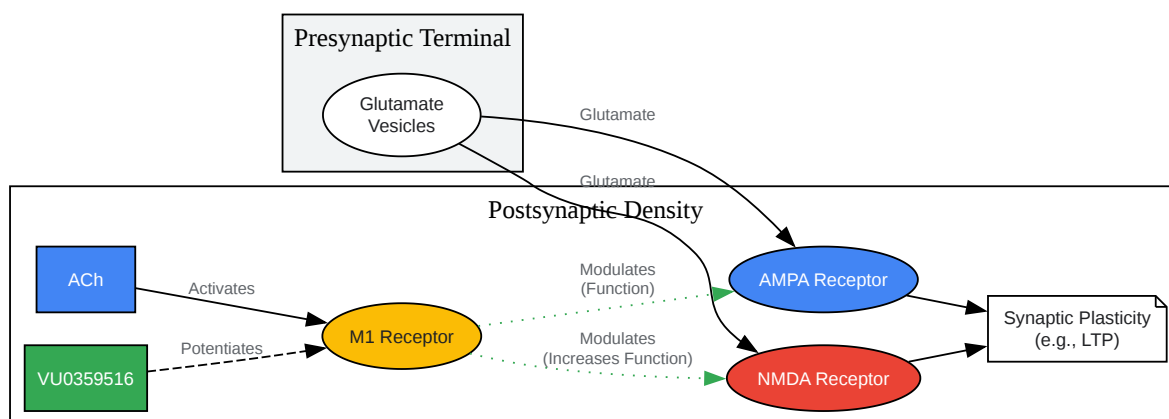 Presynaptic Terminal
Glutamate
Vesicles
Glutamate
Glutamate
Postsynaptic Density
ACh
Activates
Modulates
(Function)
AMPA Receptor
M1 Receptor
Synaptic Plasticity
(e.g., LTP)
Potentiates
VU0359516
Modulates
(Increases Function)
NMDA Receptor